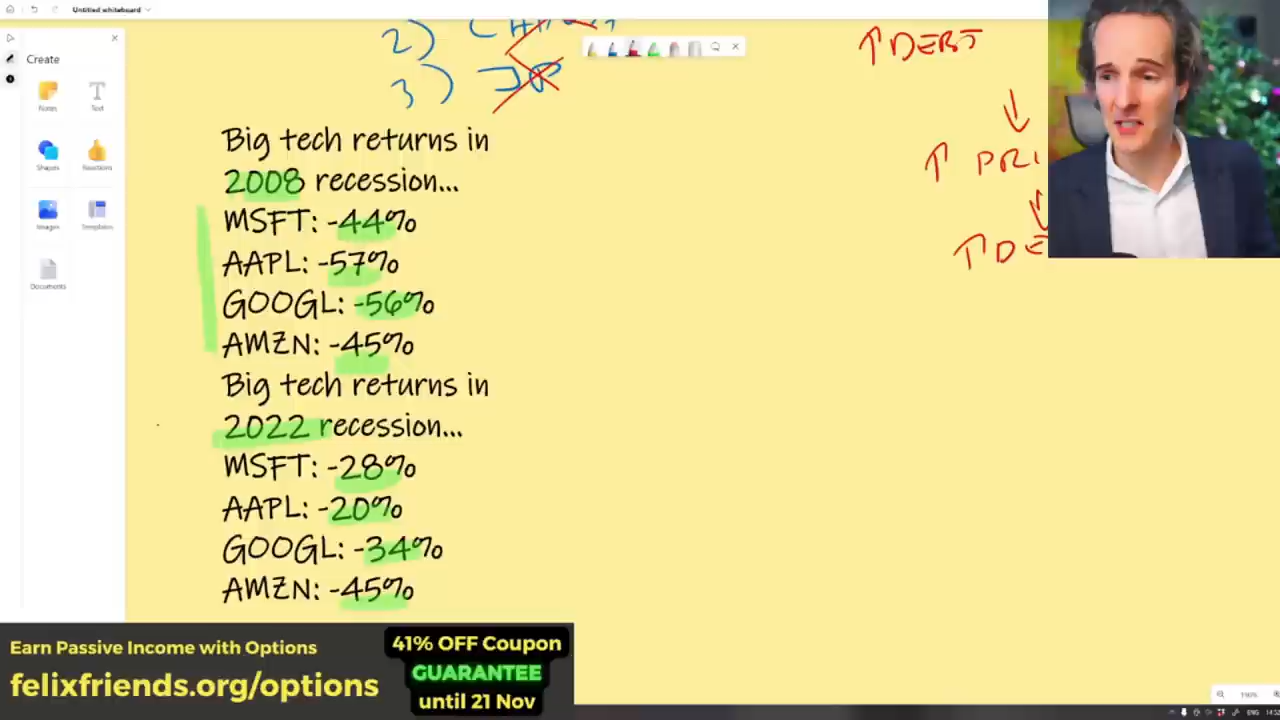 Untitled whiteboard
Create
Notes
Text
Shapes
Reactions
Images
Templates
Documents
2)
3) JP
↑ DEBT
↓
↑
↓
Big tech returns in
2008 recession...
MSFT: -44%
AAPL: -57%
GOOGL: -56%
AMZN: -45%
Big tech returns in
2022 recession...
MSFT: -28%
AAPL: -20%
GOOGL: -34%
AMZN: -45%
Earn Passive Income with Options
felixfriends.org/options
41% OFF Coupon
GUARANTEE
until 21 Nov
ENG